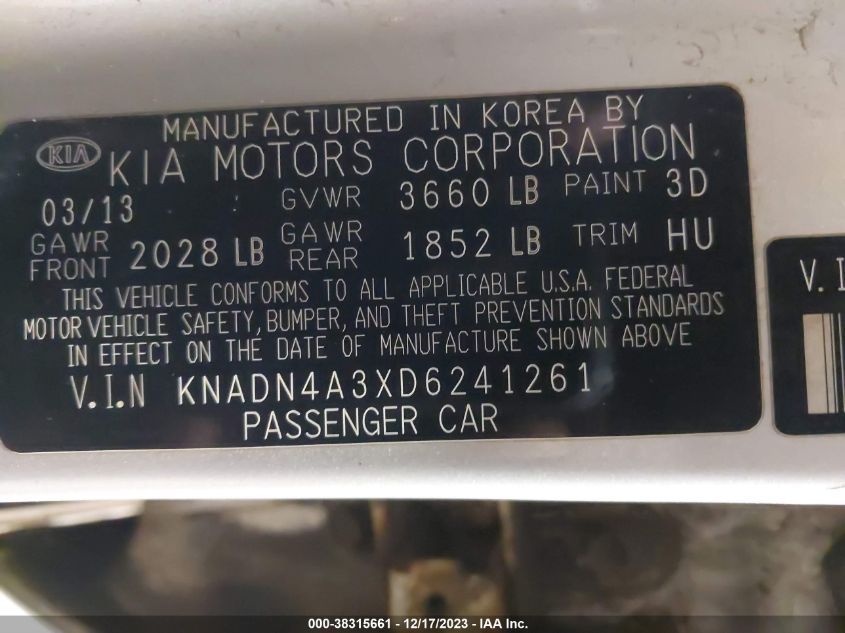 MANUFACTURED IN KOREA BY
KIA KIA MOTORS CORPORATION
03/13 : GVWR 3660 LB PAINT 3D
GAWR FRONT 2028 LB GAWR REAR 1852 LB TRIM HU
THIS VEHICLE CONFORMS TO ALL APPLICABLE U.S.A. FEDERAL
MOTOR VEHICLE SAFETY, BUMPER, AND THEFT PREVENTION STANDARDS
IN EFFECT ON THE DATE OF MANUFACTURE SHOWN ABOVE
V.I.N KNADN4A3XD6241261
PASSENGER CAR
V.I
000-38315661 - 12/17/2023 - IAA Inc.